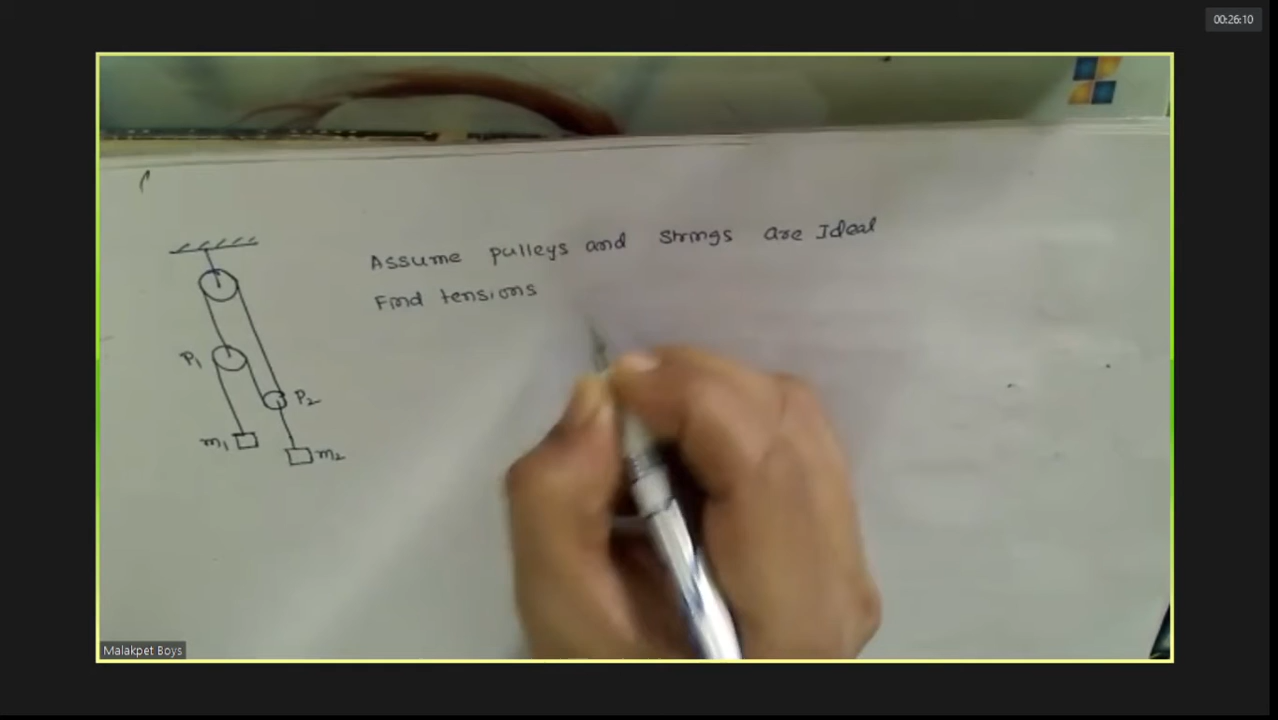 00:26:10
Assume pulleys and strings are Ideal
Find tensions
P1
P2
m1
m2
Malakpet Boys